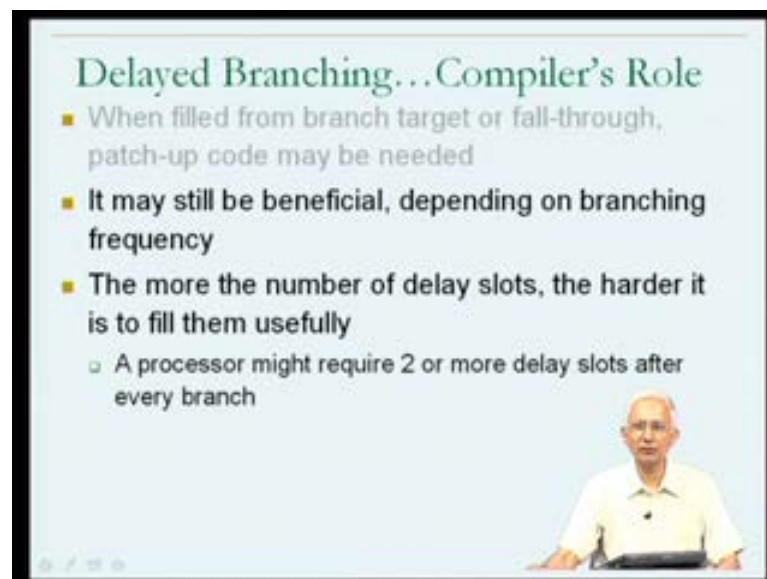 Delayed Branching...Compiler's Role
When filled from branch target or fall-through,
patch-up code may be needed
It may still be beneficial, depending on branching
frequency
The more the number of delay slots, the harder it
is to fill them usefully
A processor might require 2 or more delay slots after
every branch